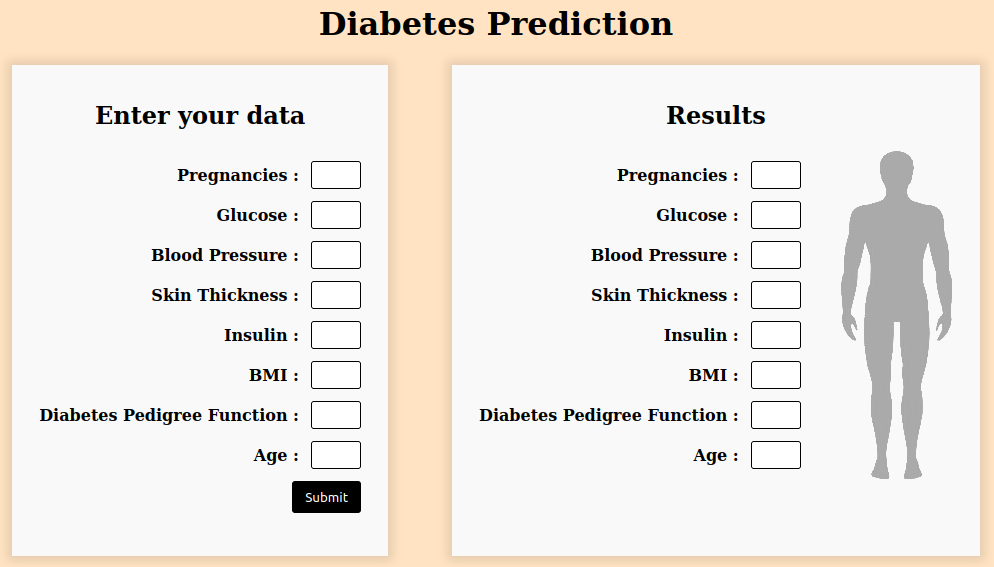 Diabetes Prediction
Enter your data
Pregnancies :
Glucose :
Blood Pressure :
Skin Thickness :
Insulin :
BMI :
Diabetes Pedigree Function :
Age :
Submit
Results
Pregnancies :
Glucose :
Blood Pressure :
Skin Thickness :
Insulin :
BMI :
Diabetes Pedigree Function :
Age :